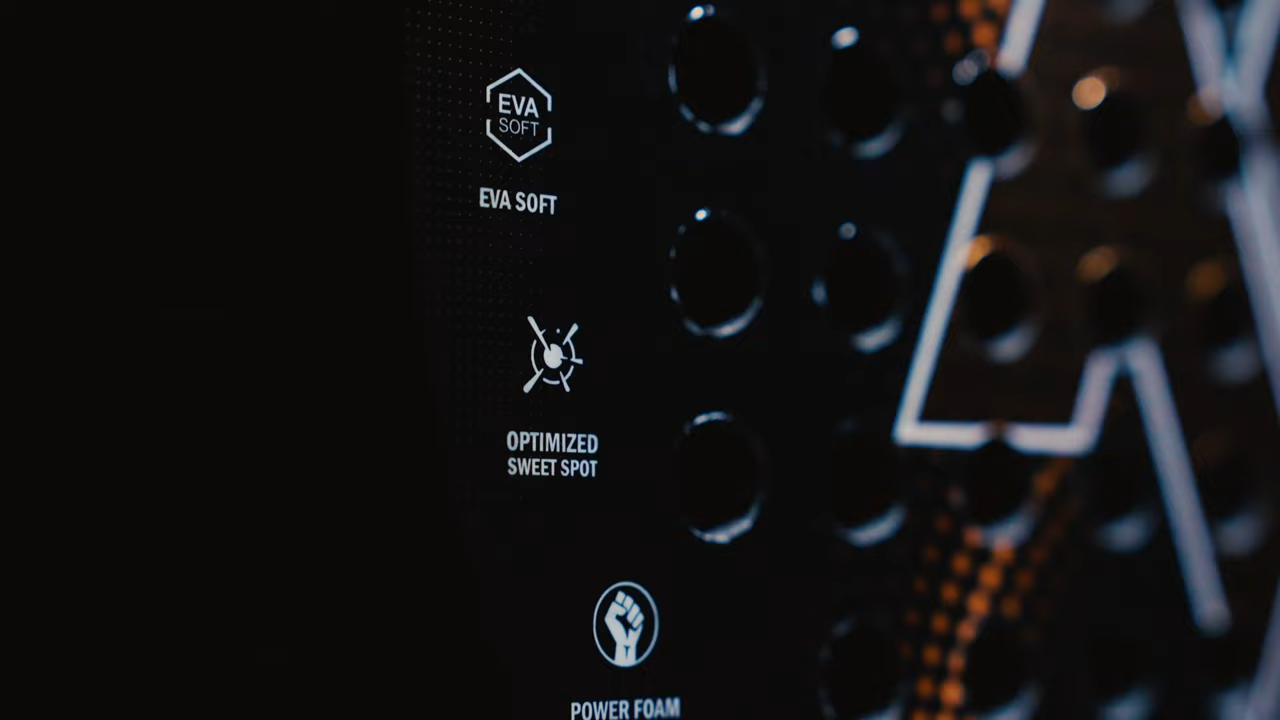 EVA
SOFT
EVA SOFT
OPTIMIZED
SWEET SPOT
POWER FOAM